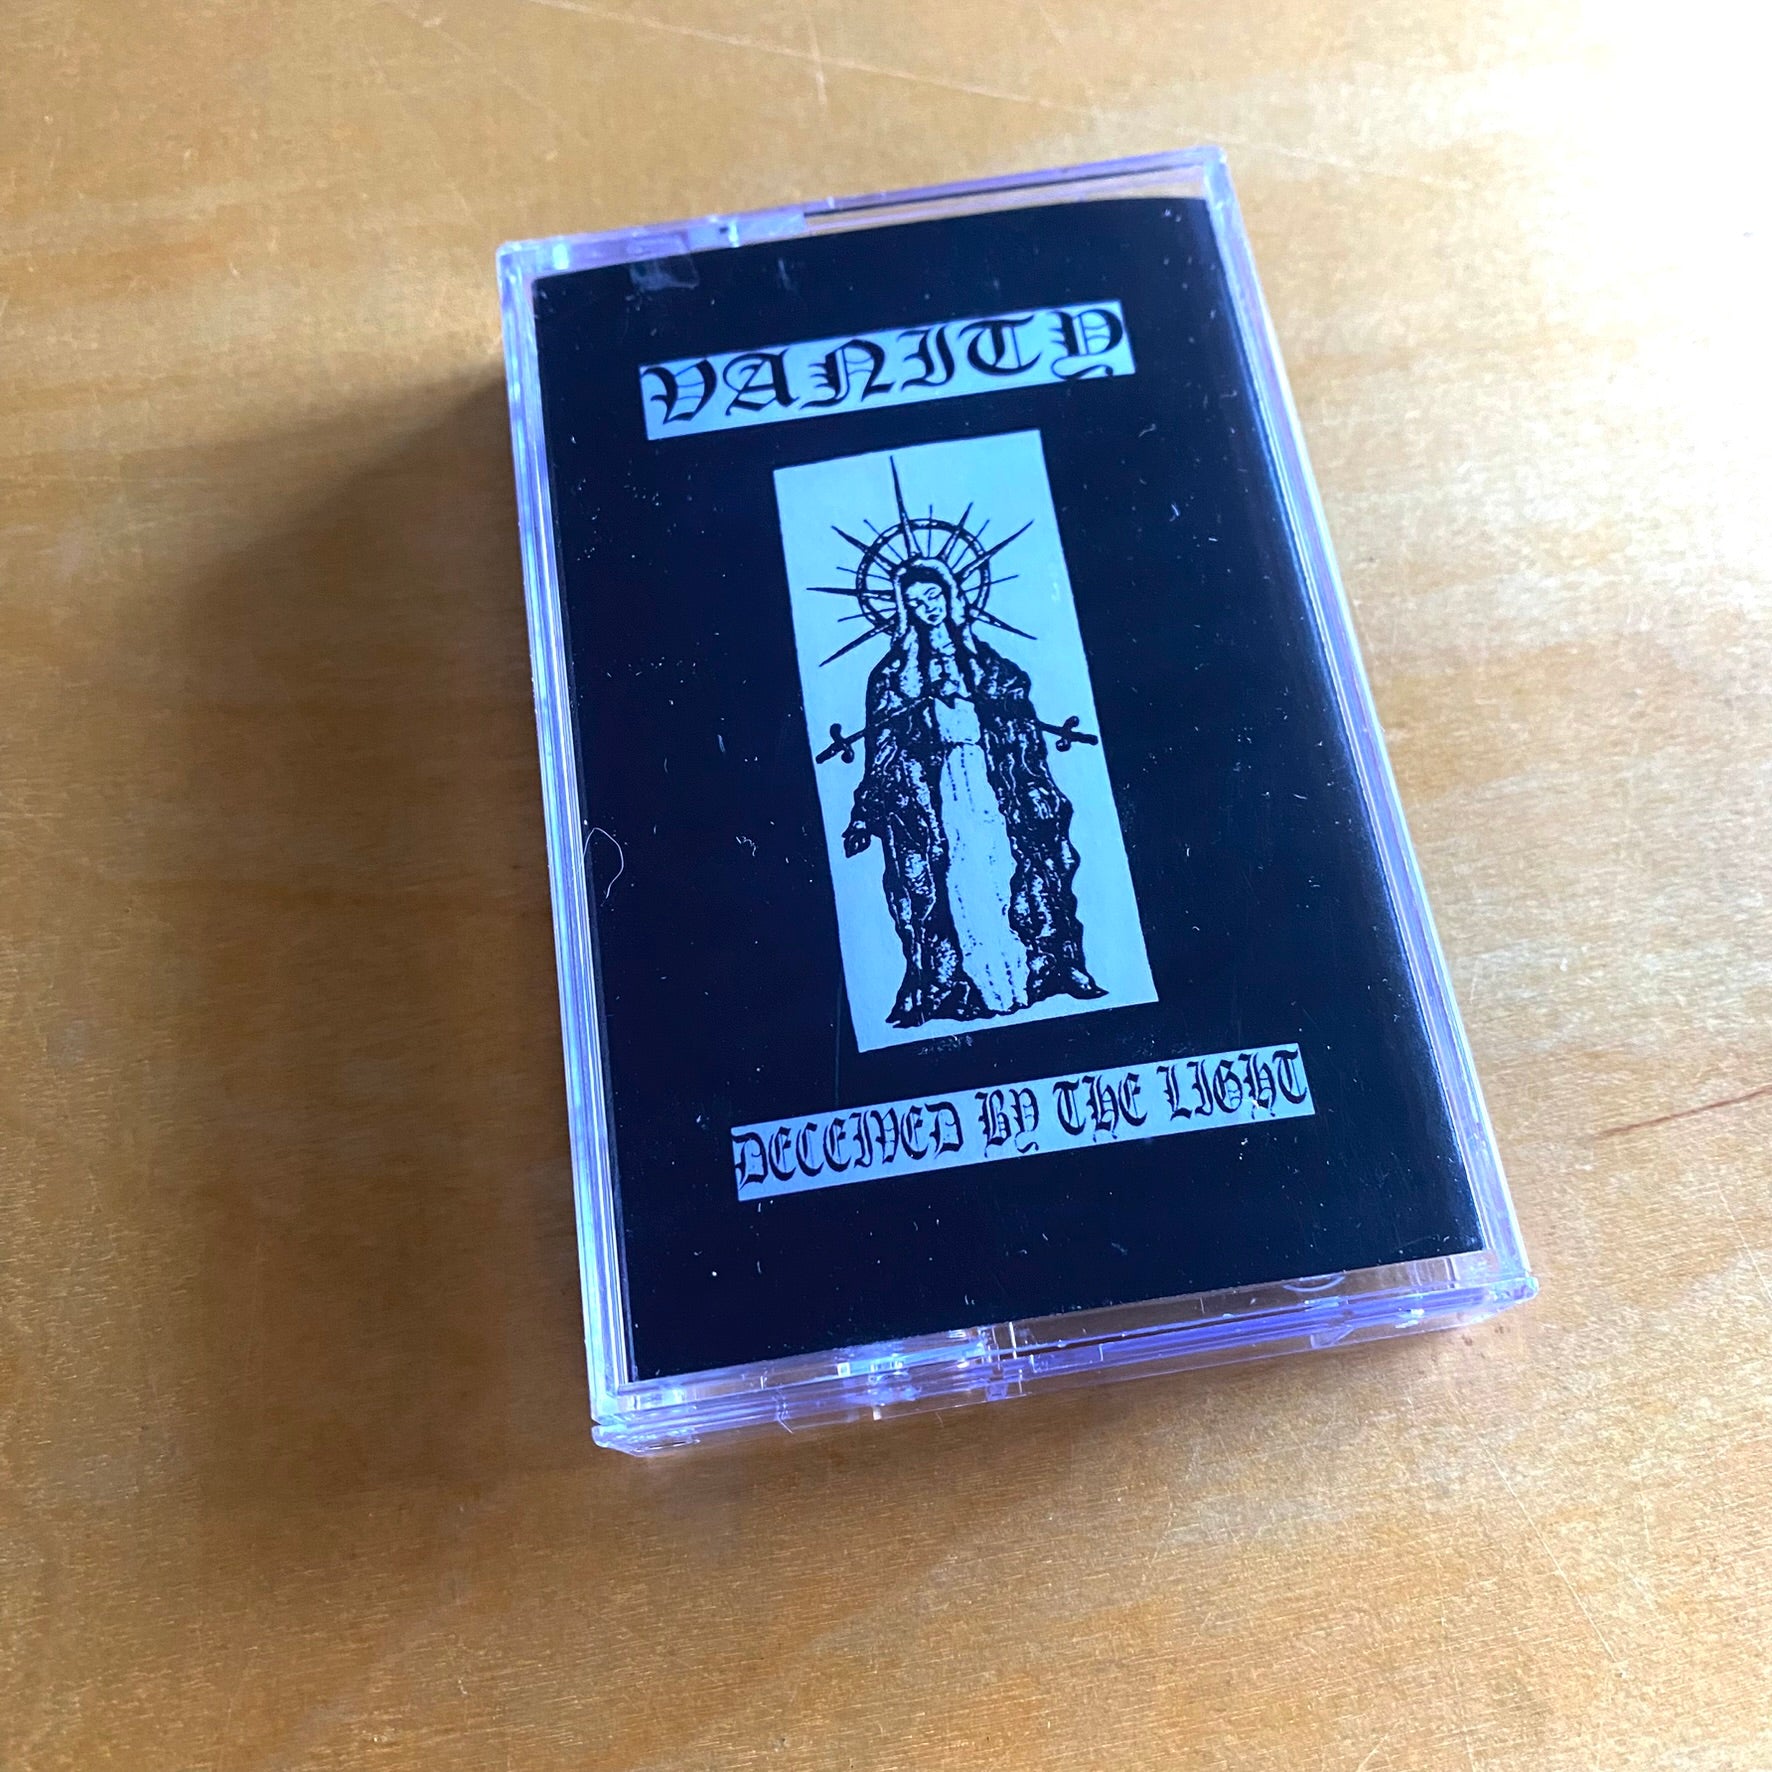 VANITY
DECEIVED BY THE LIGHT